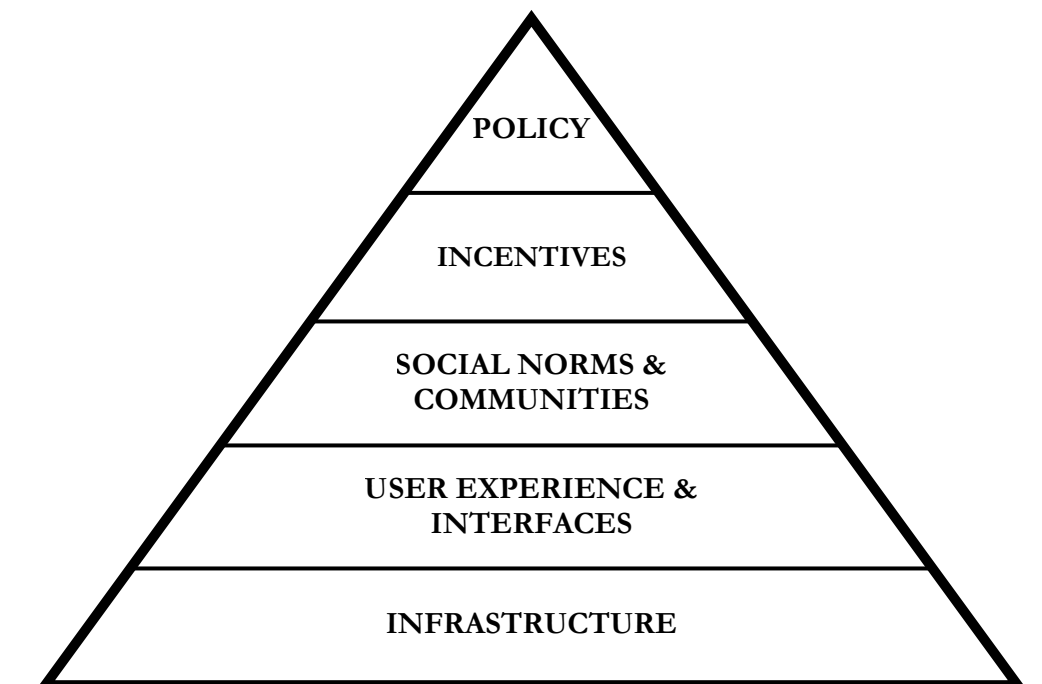 POLICY
INCENTIVES
SOCIAL NORMS &
COMMUNITIES
USER EXPERIENCE &
INTERFACES
INFRASTRUCTURE